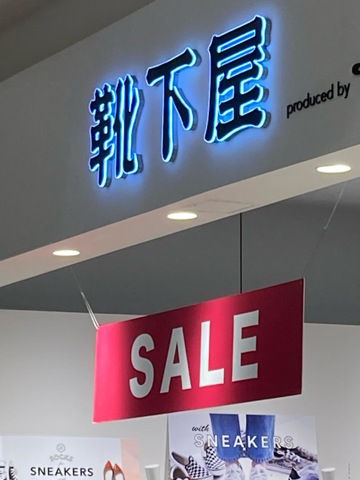 靴下屋
produced by
SALE
SOCKS
SNEAKERS
with
SNEAKERS